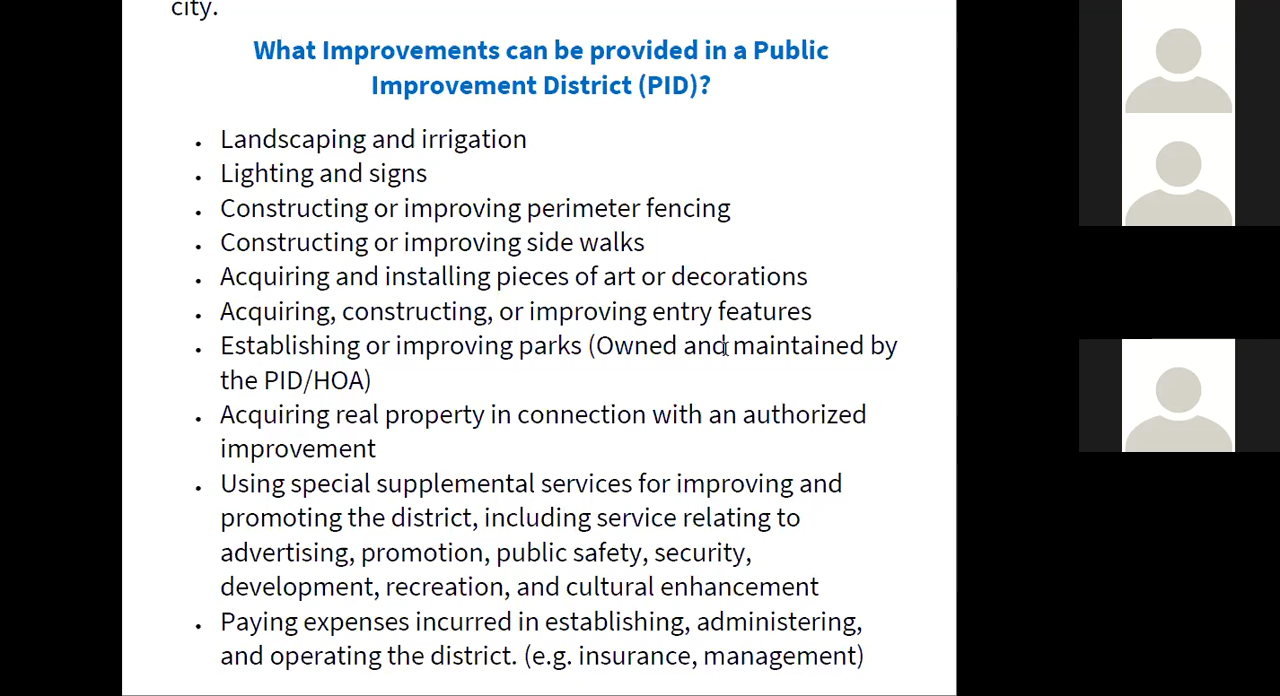 city.
What Improvements can be provided in a Public
Improvement District (PID)?
• Landscaping and irrigation
• Lighting and signs
• Constructing or improving perimeter fencing
• Constructing or improving side walks
• Acquiring and installing pieces of art or decorations
• Acquiring, constructing, or improving entry features
• Establishing or improving parks (Owned and maintained by
the PID/HOA)
• Acquiring real property in connection with an authorized
improvement
• Using special supplemental services for improving and
promoting the district, including service relating to
advertising, promotion, public safety, security,
development, recreation, and cultural enhancement
• Paying expenses incurred in establishing, administering,
and operating the district. (e.g. insurance, management)